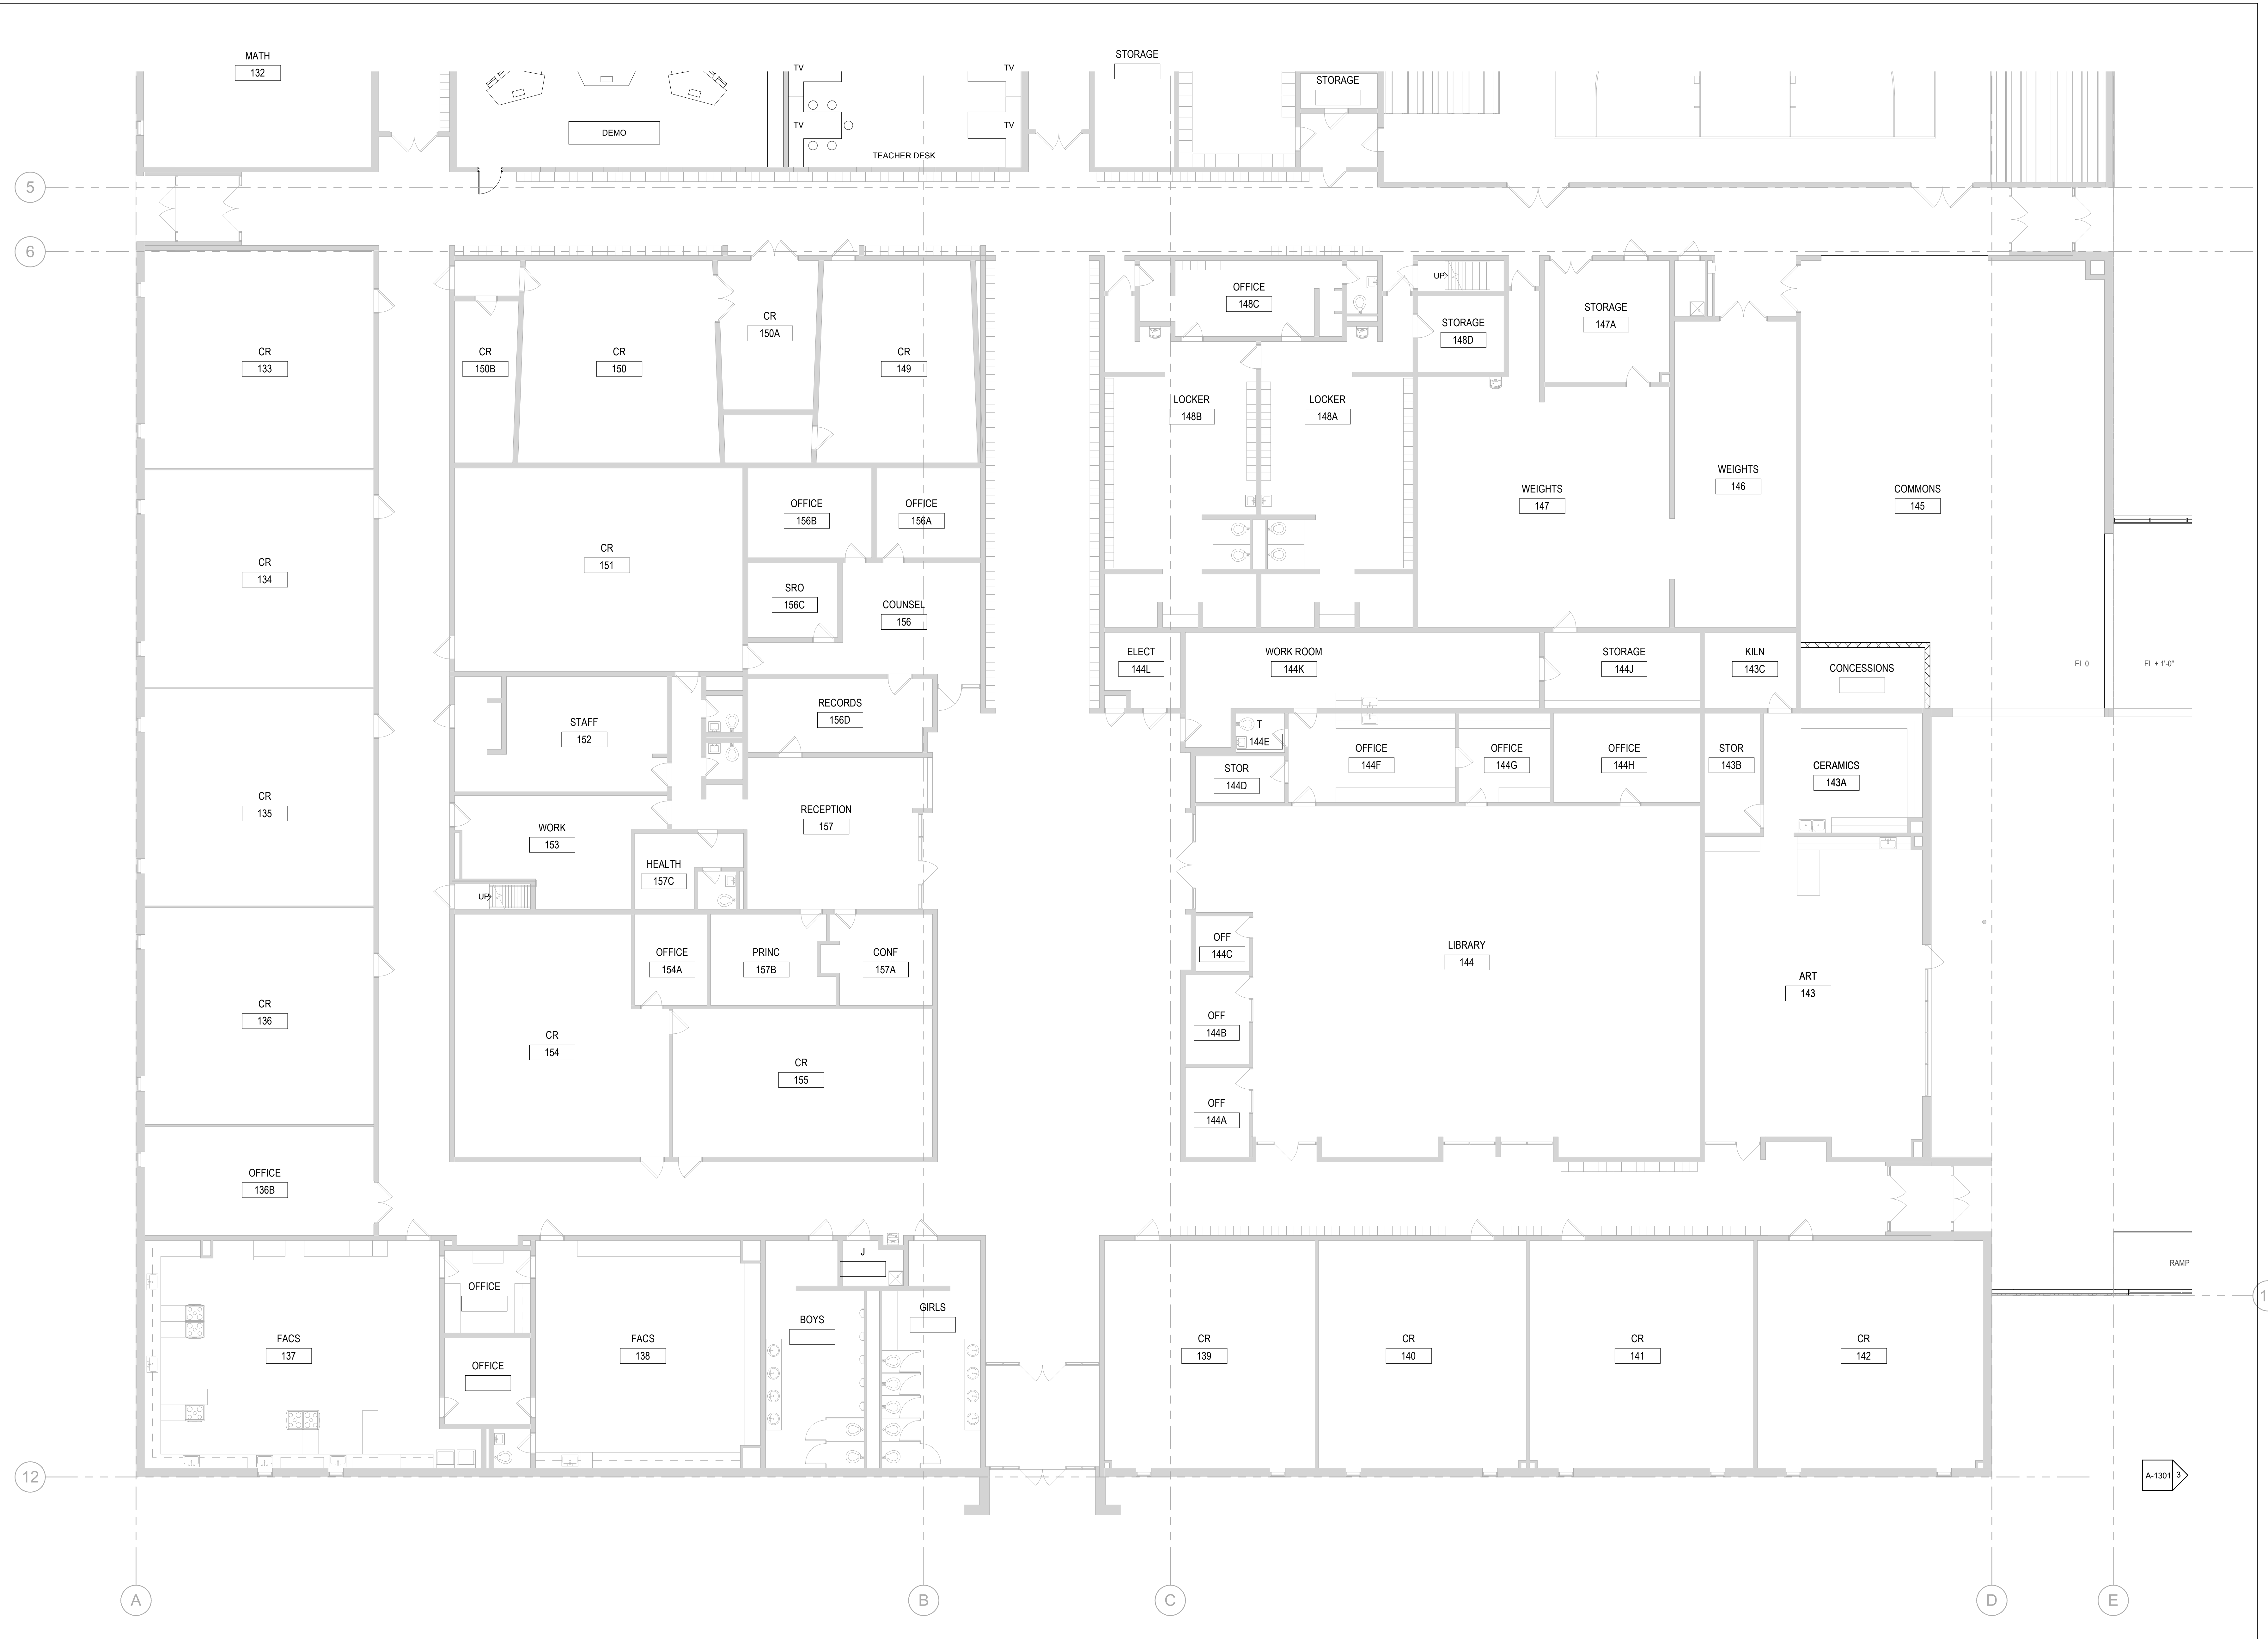 MATH
132
STORAGE
TV
TV
STORAGE
TV
TV
DEMO
TEACHER DESK
5
6
UP
OFFICE
148C
STORAGE
147A
CR
150A
STORAGE
148D
CR
133
CR
150B
CR
150
CR
149
LOCKER
148B
LOCKER
148A
WEIGHTS
146
WEIGHTS
147
COMMONS
145
OFFICE
156B
OFFICE
156A
CR
134
CR
151
SRO
156C
COUNSEL
156
ELECT
144L
WORK ROOM
144K
STORAGE
144J
KILN
143C
CONCESSIONS
EL 0
EL + 1'-0"
RECORDS
156D
STAFF
152
T
144E
OFFICE
144F
OFFICE
144G
OFFICE
144H
STOR
143B
CERAMICS
143A
STOR
144D
CR
135
RECEPTION
157
WORK
153
HEALTH
157C
UP
OFF
144C
LIBRARY
144
OFFICE
154A
PRINC
157B
CONF
157A
ART
143
CR
136
OFF
144B
CR
154
CR
155
OFF
144A
OFFICE
136B
J
RAMP
OFFICE
1
GIRLS
BOYS
FACS
137
FACS
138
OFFICE
CR
139
CR
140
CR
141
CR
142
12
A-1301
3
A
B
C
D
E